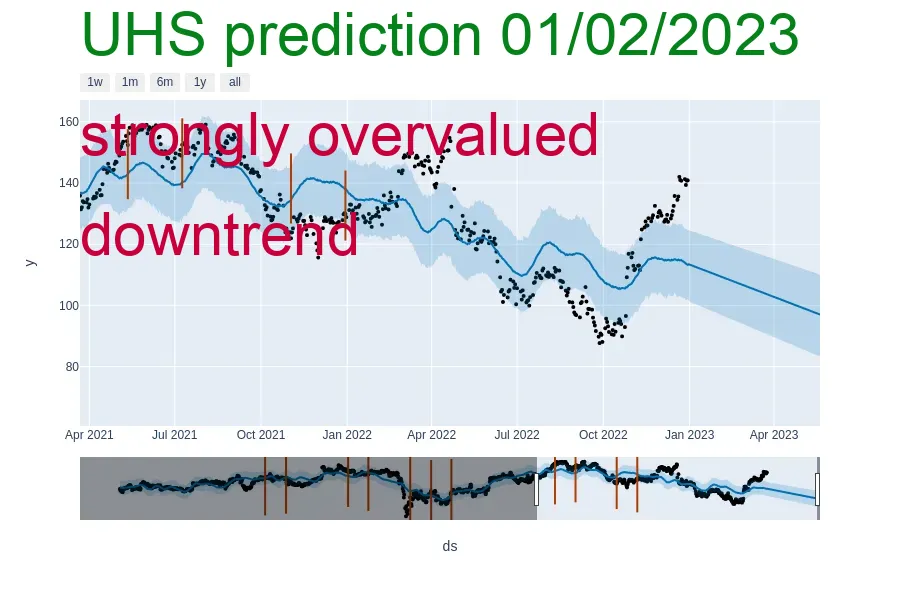 UHS prediction 01/02/2023
1w 1m 6m 1y all
160
strongly overvalued
140
downtrend
120
y
100
80
Apr 2021 Jul 2021 Oct 2021 Jan 2022 Apr 2022 Jul 2022 Oct 2022 Jan 2023 Apr 2023
ds